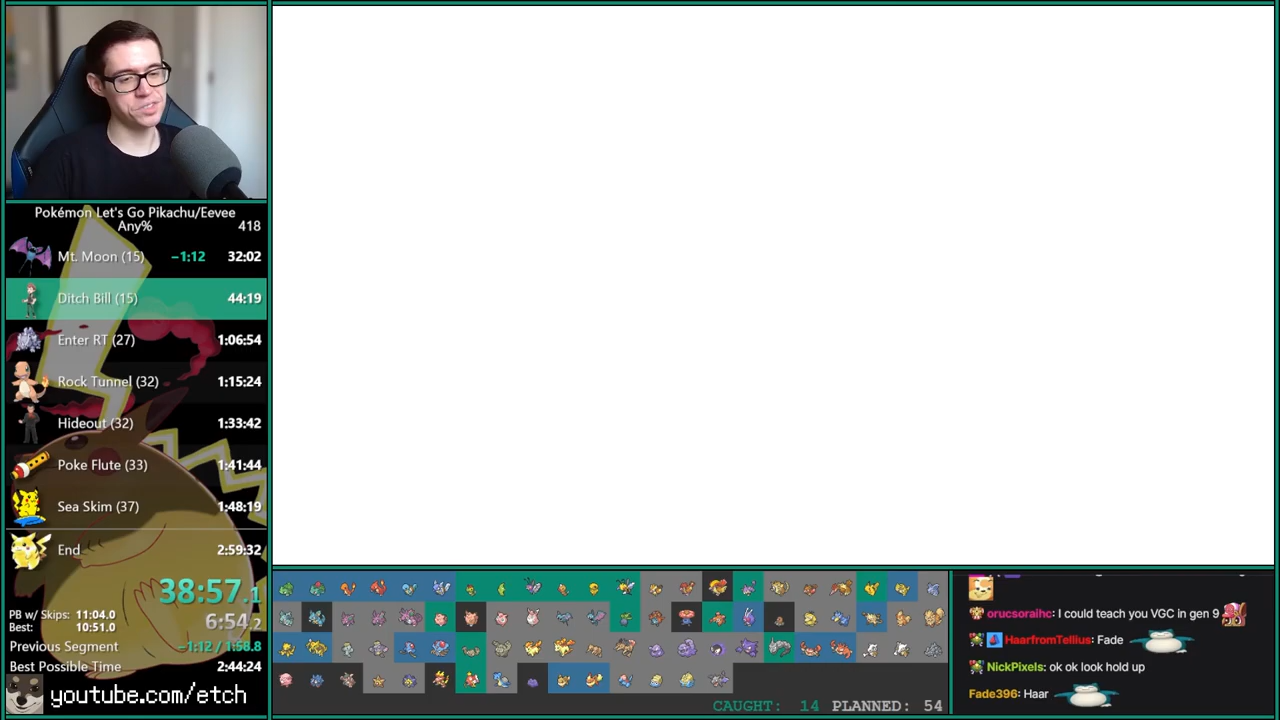 Pokémon Let's Go Pikachu/Eevee
Any% 418
Mt. Moon (15) −1:12 32:02
Ditch Bill (15) 44:19
Enter RT (27) 1:06:54
Rock Tunnel (32) 1:15:24
Hideout (32) 1:33:42
Poke Flute (33) 1:41:44
Sea Skim (37) 1:48:19
End 2:59:32
38:57.1
PB w/ Skips: 11:04.0
Best: 10:51.0
6:54.2
Previous Segment −1:12 / 1:58.8
Best Possible Time 2:44:24
youtube.com/etch
CAUGHT: 14 PLANNED: 54
orucsoraihc: I could teach you VGC in gen 9
HaarfromTellius: Fade
NickPixels: ok ok look hold up
Fade396: Haar